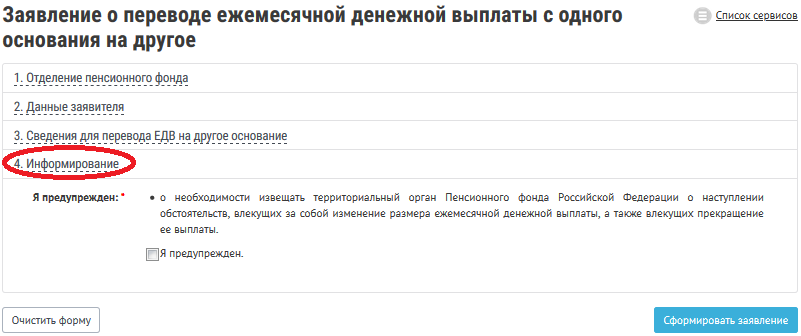 Заявление о переводе ежемесячной денежной выплаты с одного
основания на другое
Список сервисов
1. Отделение пенсионного фонда
2. Данные заявителя
3. Сведения для перевода ЕДВ на другое основание
4. Информирование
Я предупрежден: *
• о необходимости извещать территориальный орган Пенсионного фонда Российской Федерации о наступлении
обстоятельств, влекущих за собой изменение размера ежемесячной денежной выплаты, а также влекущих прекращение
ее выплаты.
Я предупрежден.
Очистить форму
Сформировать заявление